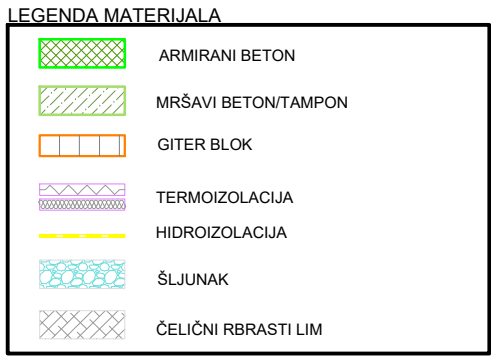 LEGENDA MATERIJALA
ARMIRANI BETON
MRŠAVI BETON/TAMPON
GITER BLOK
TERMOIZOLACIJA
HIDROIZOLACIJA
ŠLJUNAK
ČELIČNI RBRASTI LIM